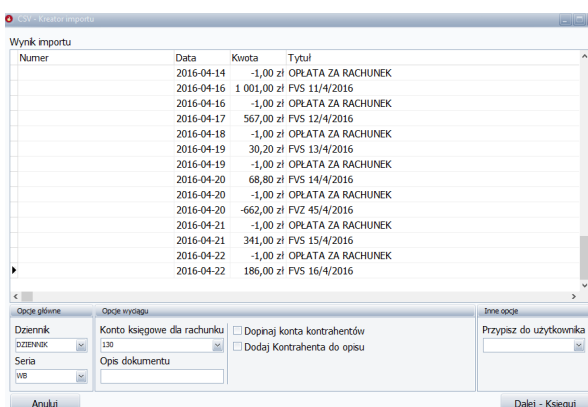 CSV - Kreator importu
Wynik importu
Numer Data Kwota Tytuł
2016-04-14 -1,00 zł OPŁATA ZA RACHUNEK
2016-04-16 1 001,00 zł FVS 11/4/2016
2016-04-16 -1,00 zł OPŁATA ZA RACHUNEK
2016-04-17 567,00 zł FVS 12/4/2016
2016-04-18 -1,00 zł OPŁATA ZA RACHUNEK
2016-04-19 30,20 zł FVS 13/4/2016
2016-04-19 -1,00 zł OPŁATA ZA RACHUNEK
2016-04-20 68,80 zł FVS 14/4/2016
2016-04-20 -1,00 zł OPŁATA ZA RACHUNEK
2016-04-20 -662,00 zł FVZ 45/4/2016
2016-04-21 -1,00 zł OPŁATA ZA RACHUNEK
2016-04-21 341,00 zł FVS 15/4/2016
2016-04-22 -1,00 zł OPŁATA ZA RACHUNEK
2016-04-22 186,00 zł FVS 16/4/2016
Opcje główne Opcje wyciągu Inne opcje
Dziennik Konto księgowe dla rachunku Dopinaj konta kontrahentów Przypisz do użytkownika
DZIENNIK 130 Dodaj Kontrahenta do opisu
Seria Opis dokumentu
WB
Anuluj Dalej - Księguj